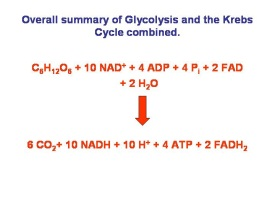 Overall summary of Glycolysis and the Krebs
Cycle combined.
C₆H₁₂O₆ + 10 NAD⁺ + 4 ADP + 4 Pᵢ + 2 FAD
+ 2 H₂O
6 CO₂+ 10 NADH + 10 H⁺ + 4 ATP + 2 FADH₂